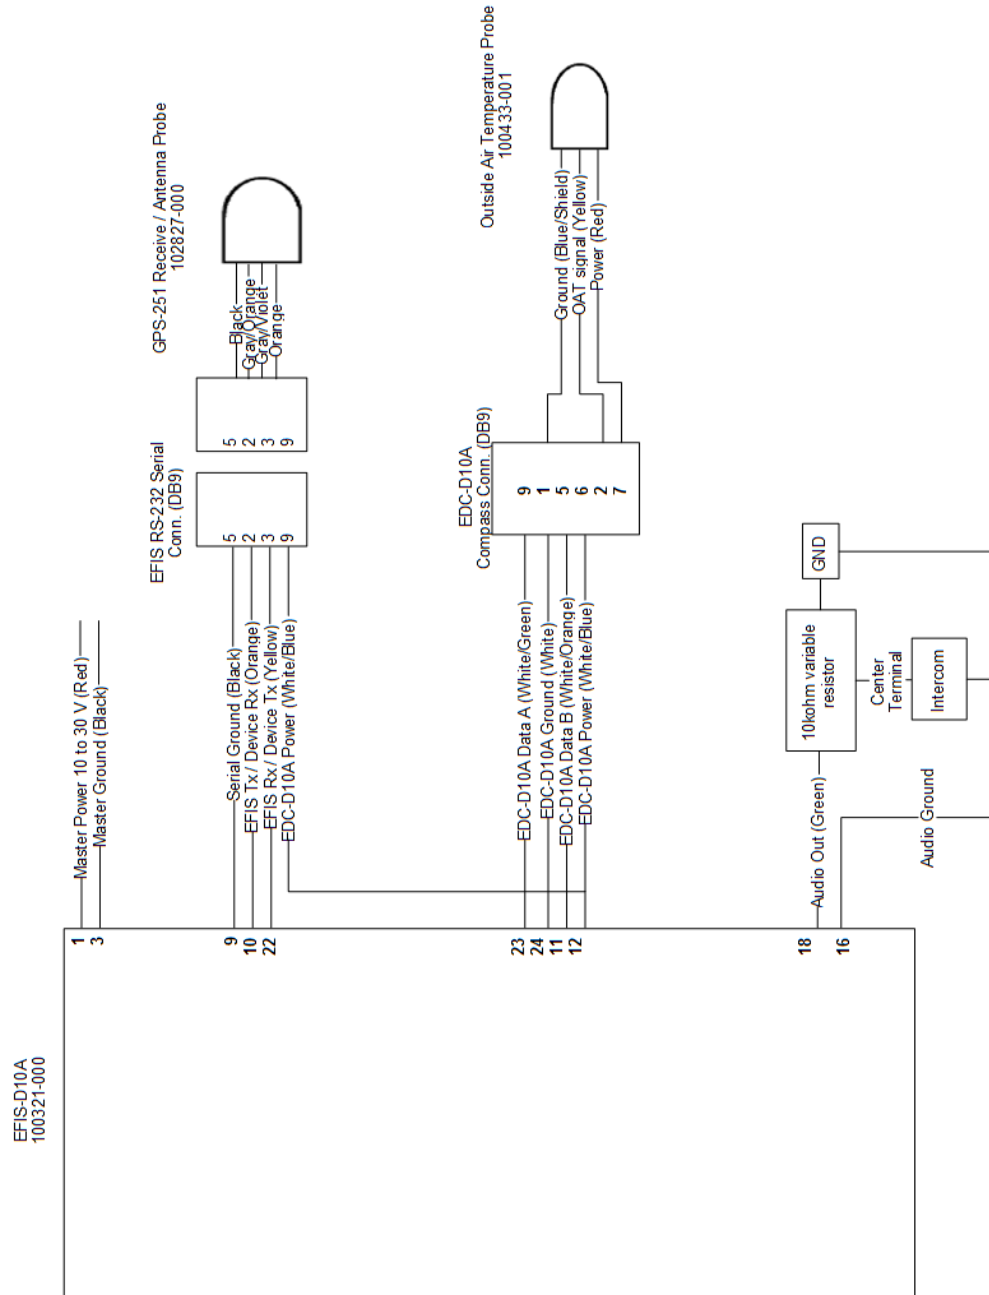 EFIS-D10A
100321-000
1
3
9
10
22
23
24
11
12
18
16
Master Power 10 to 30 V (Red)
Master Ground (Black)
Serial Ground (Black)
EFIS Tx / Device Rx (Orange)
EFIS Rx / Device Tx (Yellow)
EDC-D10A Power (White/Blue)
EFIS RS-232 Serial
Conn. (DB9)
5
2
3
9
5
2
3
9
Black
Gray/Orange
Gray/Violet
Orange
GPS-251 Receive / Antenna Probe
102827-000
EDC-D10A Data A (White/Green)
EDC-D10A Ground (White)
EDC-D10A Data B (White/Orange)
EDC-D10A Power (White/Blue)
EDC-D10A
Compass Conn. (DB9)
9
1
5
6
2
7
Ground (Blue/Shield)
OAT signal (Yellow)
Power (Red)
Outside Air Temperature Probe
100433-001
Audio Out (Green)
Audio Ground
10kohm variable
resistor
GND
Center
Terminal
Intercom